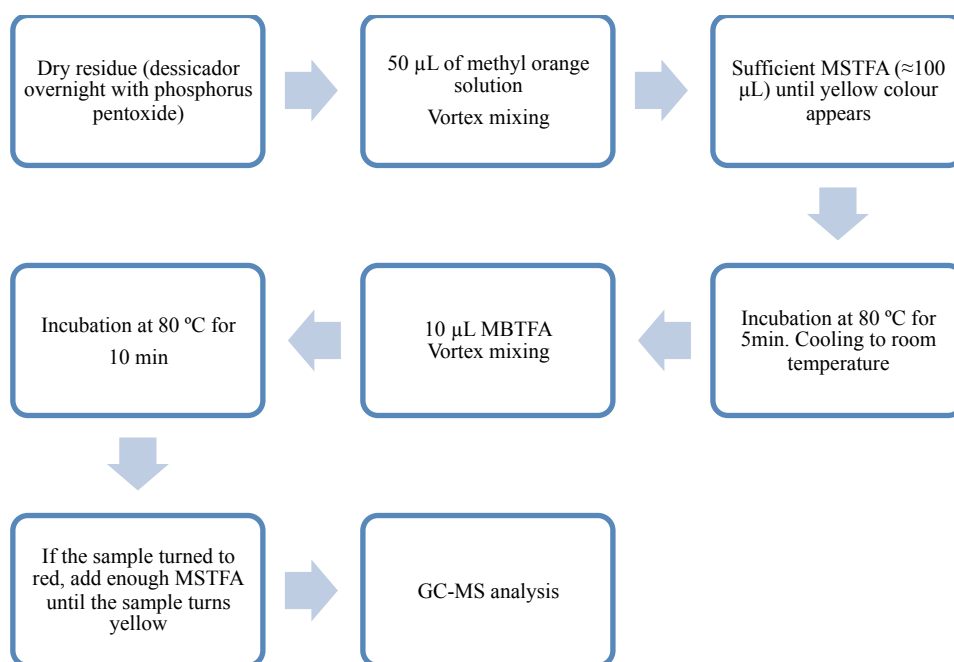 Dry residue (dessicador
overnight with phosphorus
pentoxide)
50 µL of methyl orange
solution
Vortex mixing
Sufficient MSTFA (≈100
µL) until yellow colour
appears
Incubation at 80 ºC for
5min. Cooling to room
temperature
10 µL MBTFA
Vortex mixing
Incubation at 80 ºC for
10 min
If the sample turned to
red, add enough MSTFA
until the sample turns
yellow
GC-MS analysis